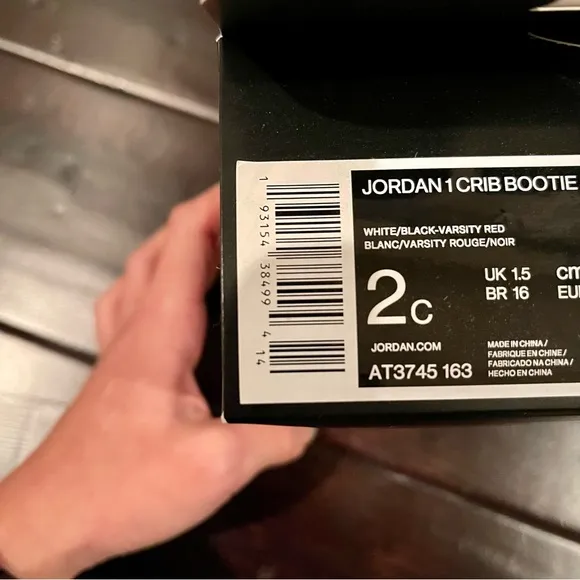 JORDAN 1 CRIB BOOTIE
WHITE/BLACK-VARSITY RED
BLANC/VARSITY ROUGE/NOIR
2C
UK 1.5
BR 16
JORDAN.COM
AT3745 163
MADE IN CHINA /
FABRIQUÉ EN CHINE /
FABRICADO NA CHINA /
HECHO EN CHINA
1 93154 38499 4 14